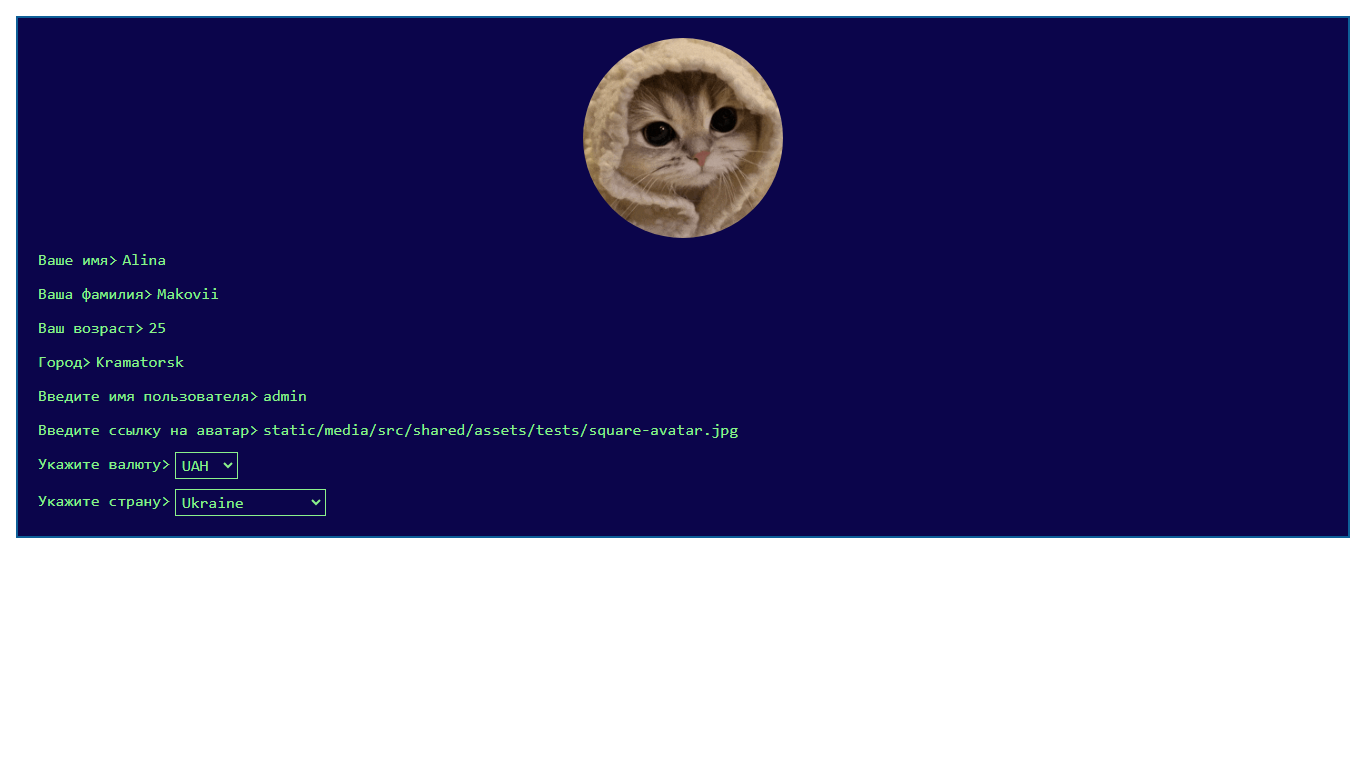 Ваше имя> Alina
Ваша фамилия> Makovii
Ваш возраст> 25
Город> Kramatorsk
Введите имя пользователя> admin
Введите ссылку на аватар> static/media/src/shared/assets/tests/square-avatar.jpg
Укажите валюту> UAH
Укажите страну> Ukraine